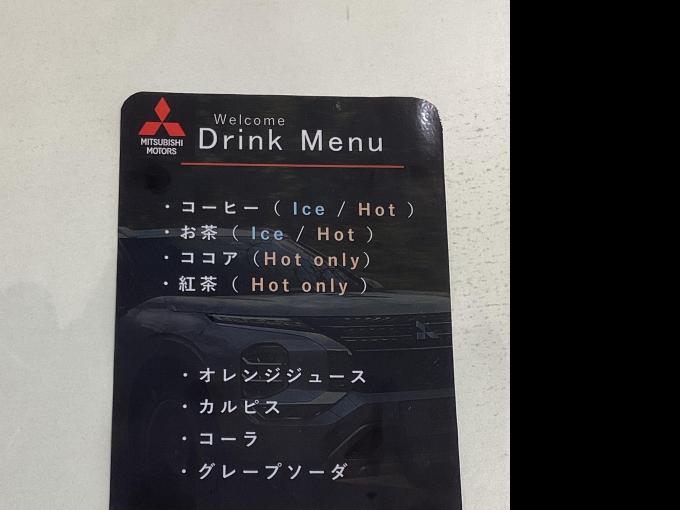 MITSUBISHI
MOTORS
Welcome
Drink Menu
・コーヒー（ Ice / Hot ）
・お茶（ Ice / Hot ）
・ココア（Hot only）
・紅茶（ Hot only ）
・オレンジジュース
・カルピス
・コーラ
・グレープソーダ